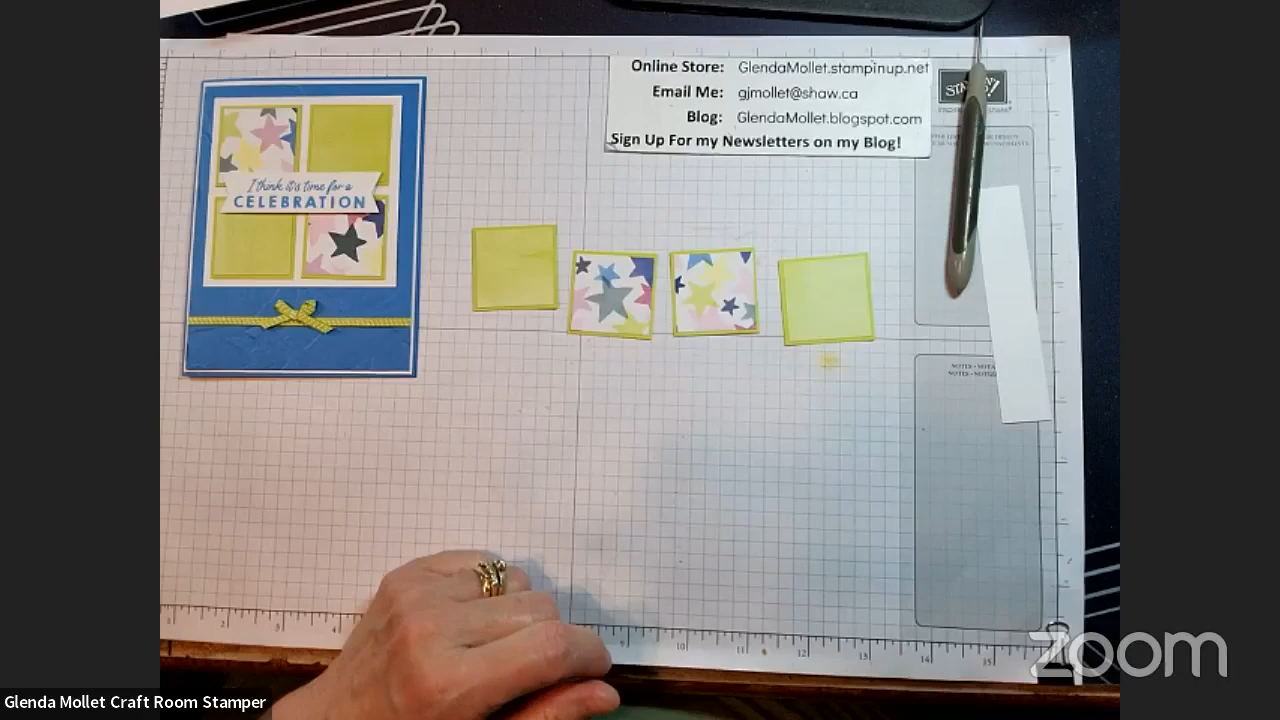 Online Store: GlendaMollet.stampinup.net
Email Me: gjmollet@shaw.ca
Blog: GlendaMollet.blogspot.com
Sign Up For my Newsletters on my Blog!
I think it's time for a
CELEBRATION
zoom
Glenda Mollet Craft Room Stamper